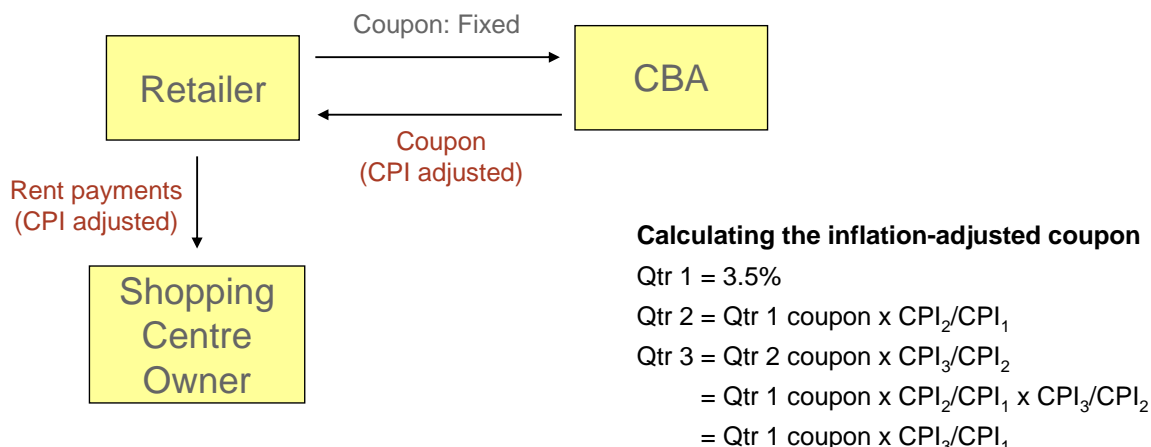 Coupon: Fixed
Retailer
CBA
Coupon
(CPI adjusted)
Rent payments
(CPI adjusted)
Shopping
Centre
Owner
Calculating the inflation-adjusted coupon
Qtr 1 = 3.5%
Qtr 2 = Qtr 1 coupon x CPI₂/CPI₁
Qtr 3 = Qtr 2 coupon x CPI₃/CPI₂
= Qtr 1 coupon x CPI₂/CPI₁ x CPI₃/CPI₂
= Qtr 1 coupon x CPI₃/CPI₁